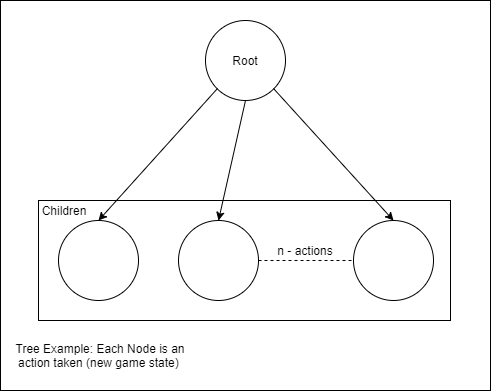 Root
Children
n - actions
Tree Example: Each Node is an
action taken (new game state)